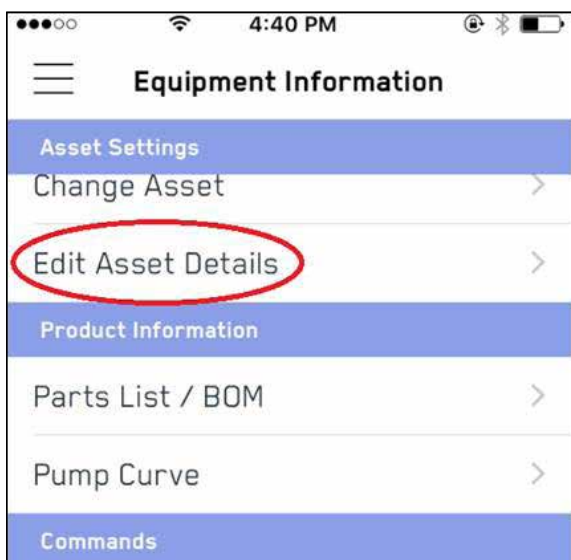 4:40 PM
Equipment Information
Asset Settings
Change Asset
Edit Asset Details
Product Information
Parts List / BOM
Pump Curve
Commands